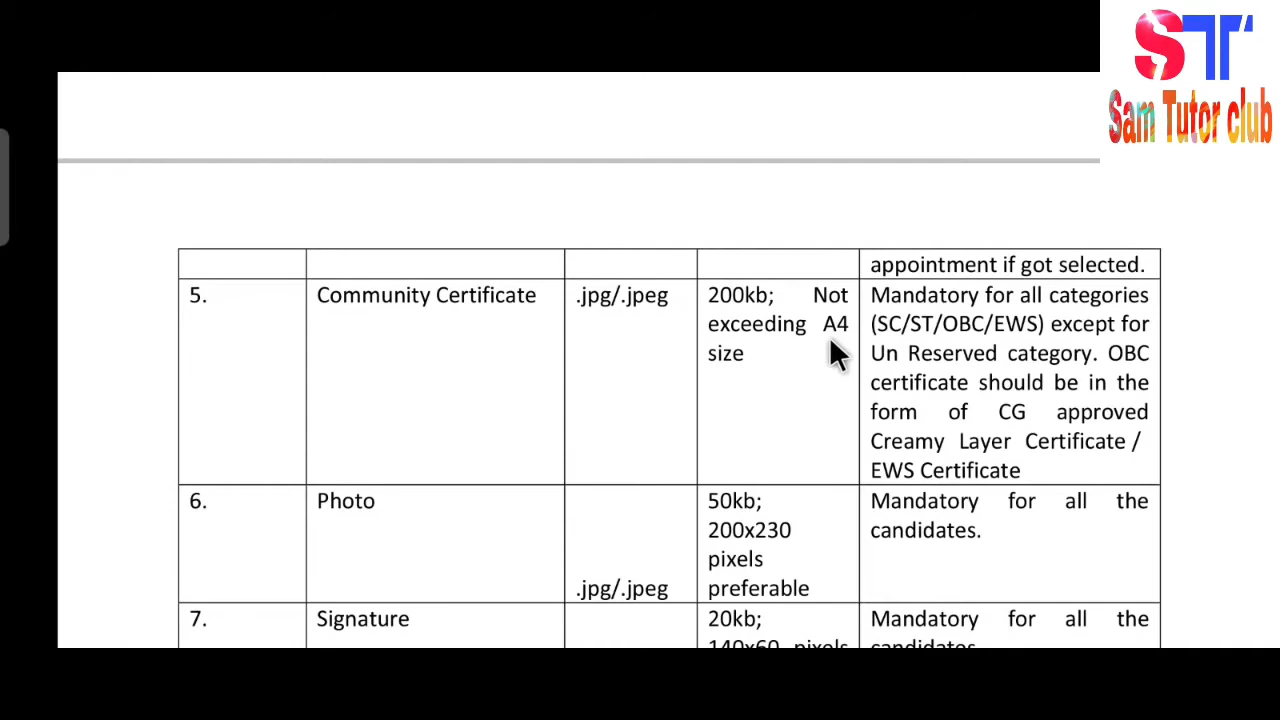 ST
Sam Tutor club
appointment if got selected.
5. Community Certificate .jpg/.jpeg 200kb; Not Mandatory for all categories
exceeding A4 (SC/ST/OBC/EWS) except for
size Un Reserved category. OBC
certificate should be in the
form of CG approved
Creamy Layer Certificate /
EWS Certificate
6. Photo 50kb; Mandatory for all the
200x230 candidates.
pixels
.jpg/.jpeg preferable
7. Signature 20kb; Mandatory for all the
140x60 pixels candidates